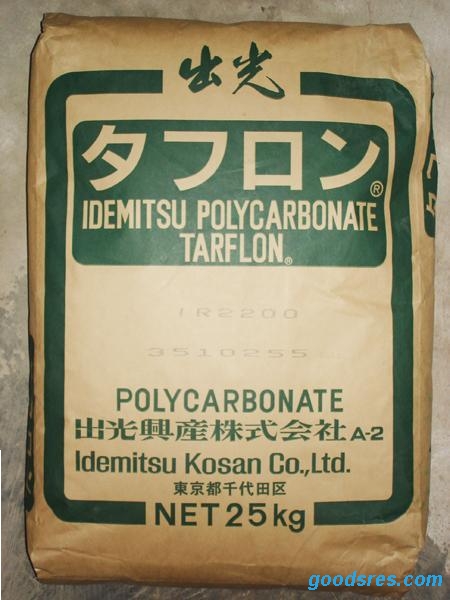 出光
タフロン®
IDEMITSU POLYCARBONATE
TARFLON®
IR2200
3510255
POLYCARBONATE
出光興産株式会社 A-2
Idemitsu Kosan Co.,Ltd.
東京都千代田区
NET 25kg
goodsres.com